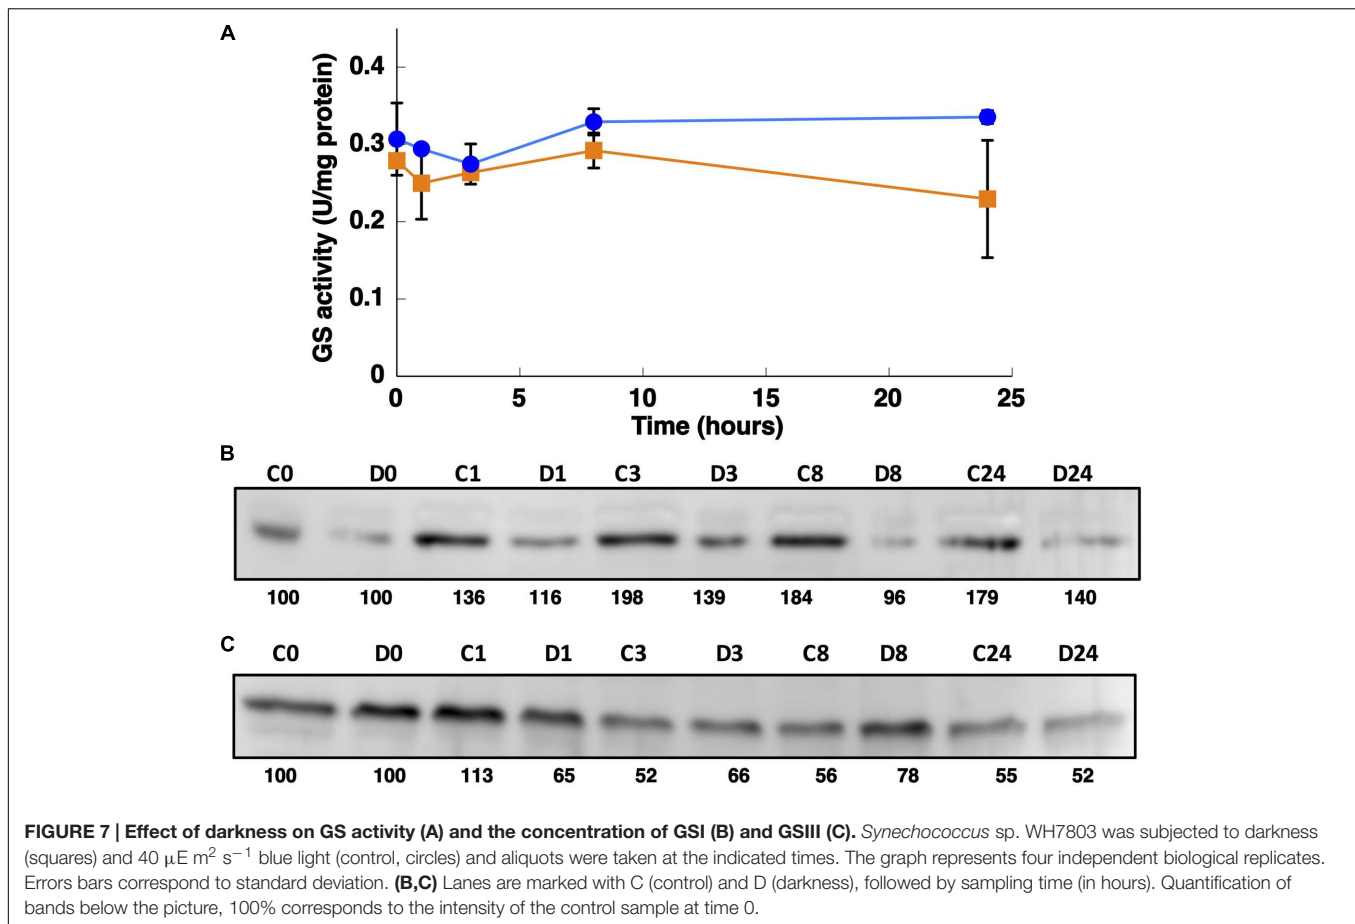 A
GS activity (U/mg protein)
0.4
0.3
0.2
0.1
0
0 5 10 15 20 25
Time (hours)
B
C0 D0 C1 D1 C3 D3 C8 D8 C24 D24
100 100 136 116 198 139 184 96 179 140
C
C0 D0 C1 D1 C3 D3 C8 D8 C24 D24
100 100 113 65 52 66 56 78 55 52
FIGURE 7 | Effect of darkness on GS activity (A) and the concentration of GSI (B) and GSIII (C). Synechococcus sp. WH7803 was subjected to darkness
(squares) and 40 μE m² s⁻¹ blue light (control, circles) and aliquots were taken at the indicated times. The graph represents four independent biological replicates.
Errors bars correspond to standard deviation. (B,C) Lanes are marked with C (control) and D (darkness), followed by sampling time (in hours). Quantification of
bands below the picture, 100% corresponds to the intensity of the control sample at time 0.